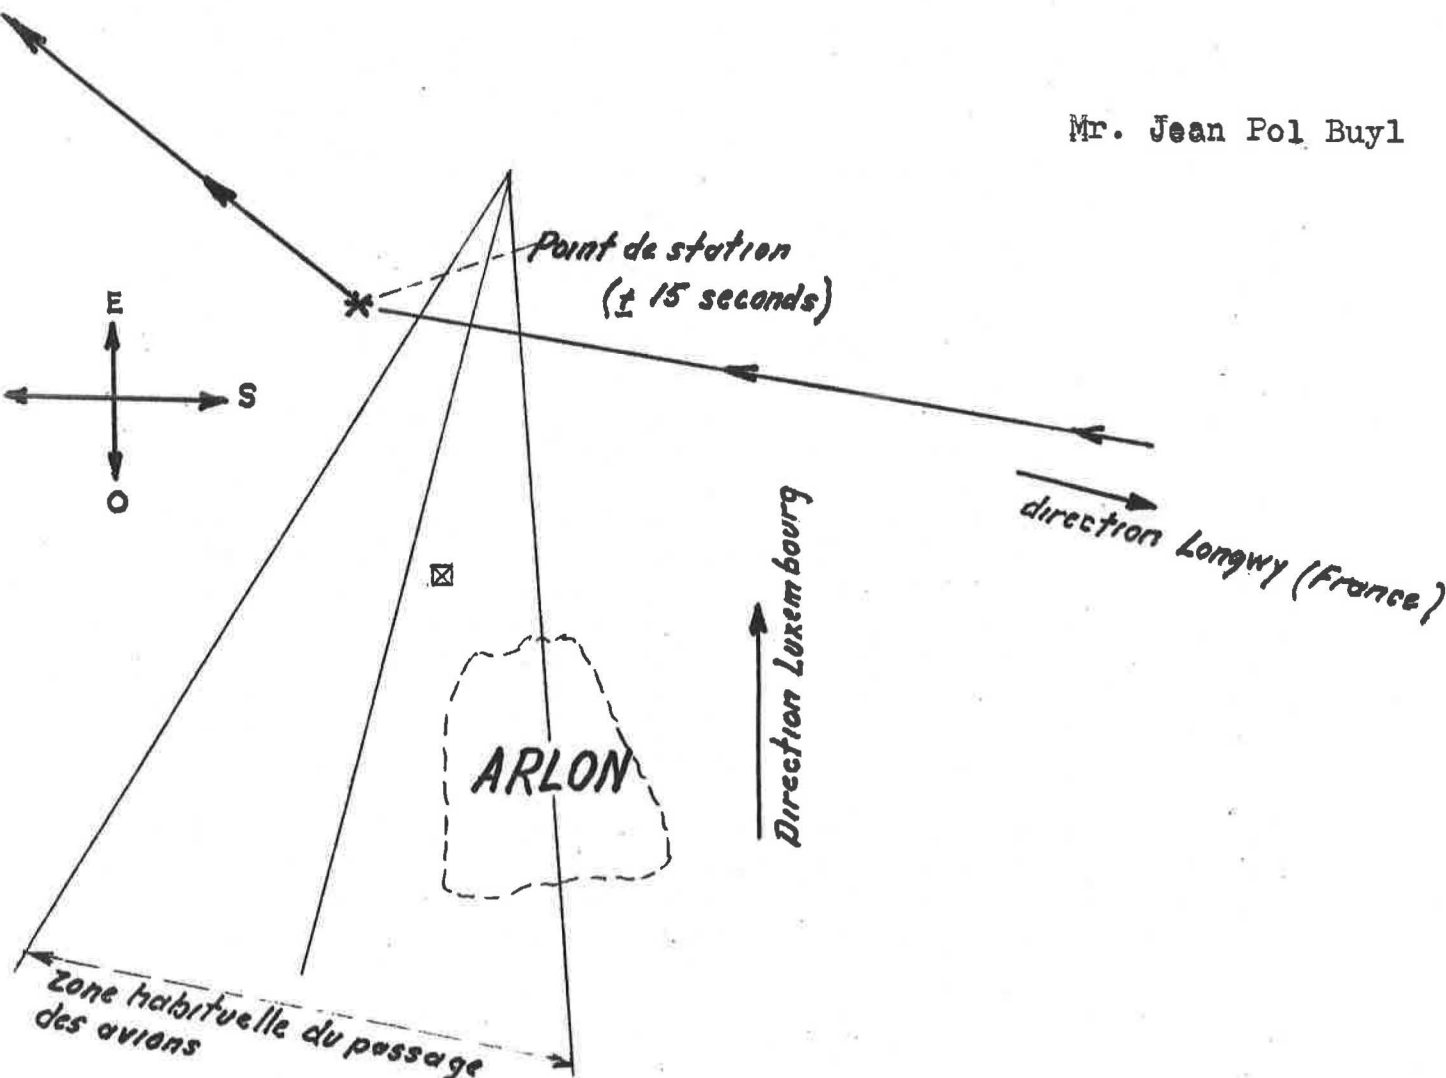 Mr. Jean Pol Buyl
Point de station
(± 15 seconds)
E
S
O
direction Longwy (France)
Direction Luxembourg
ARLON
zone habituelle du passage
des avions